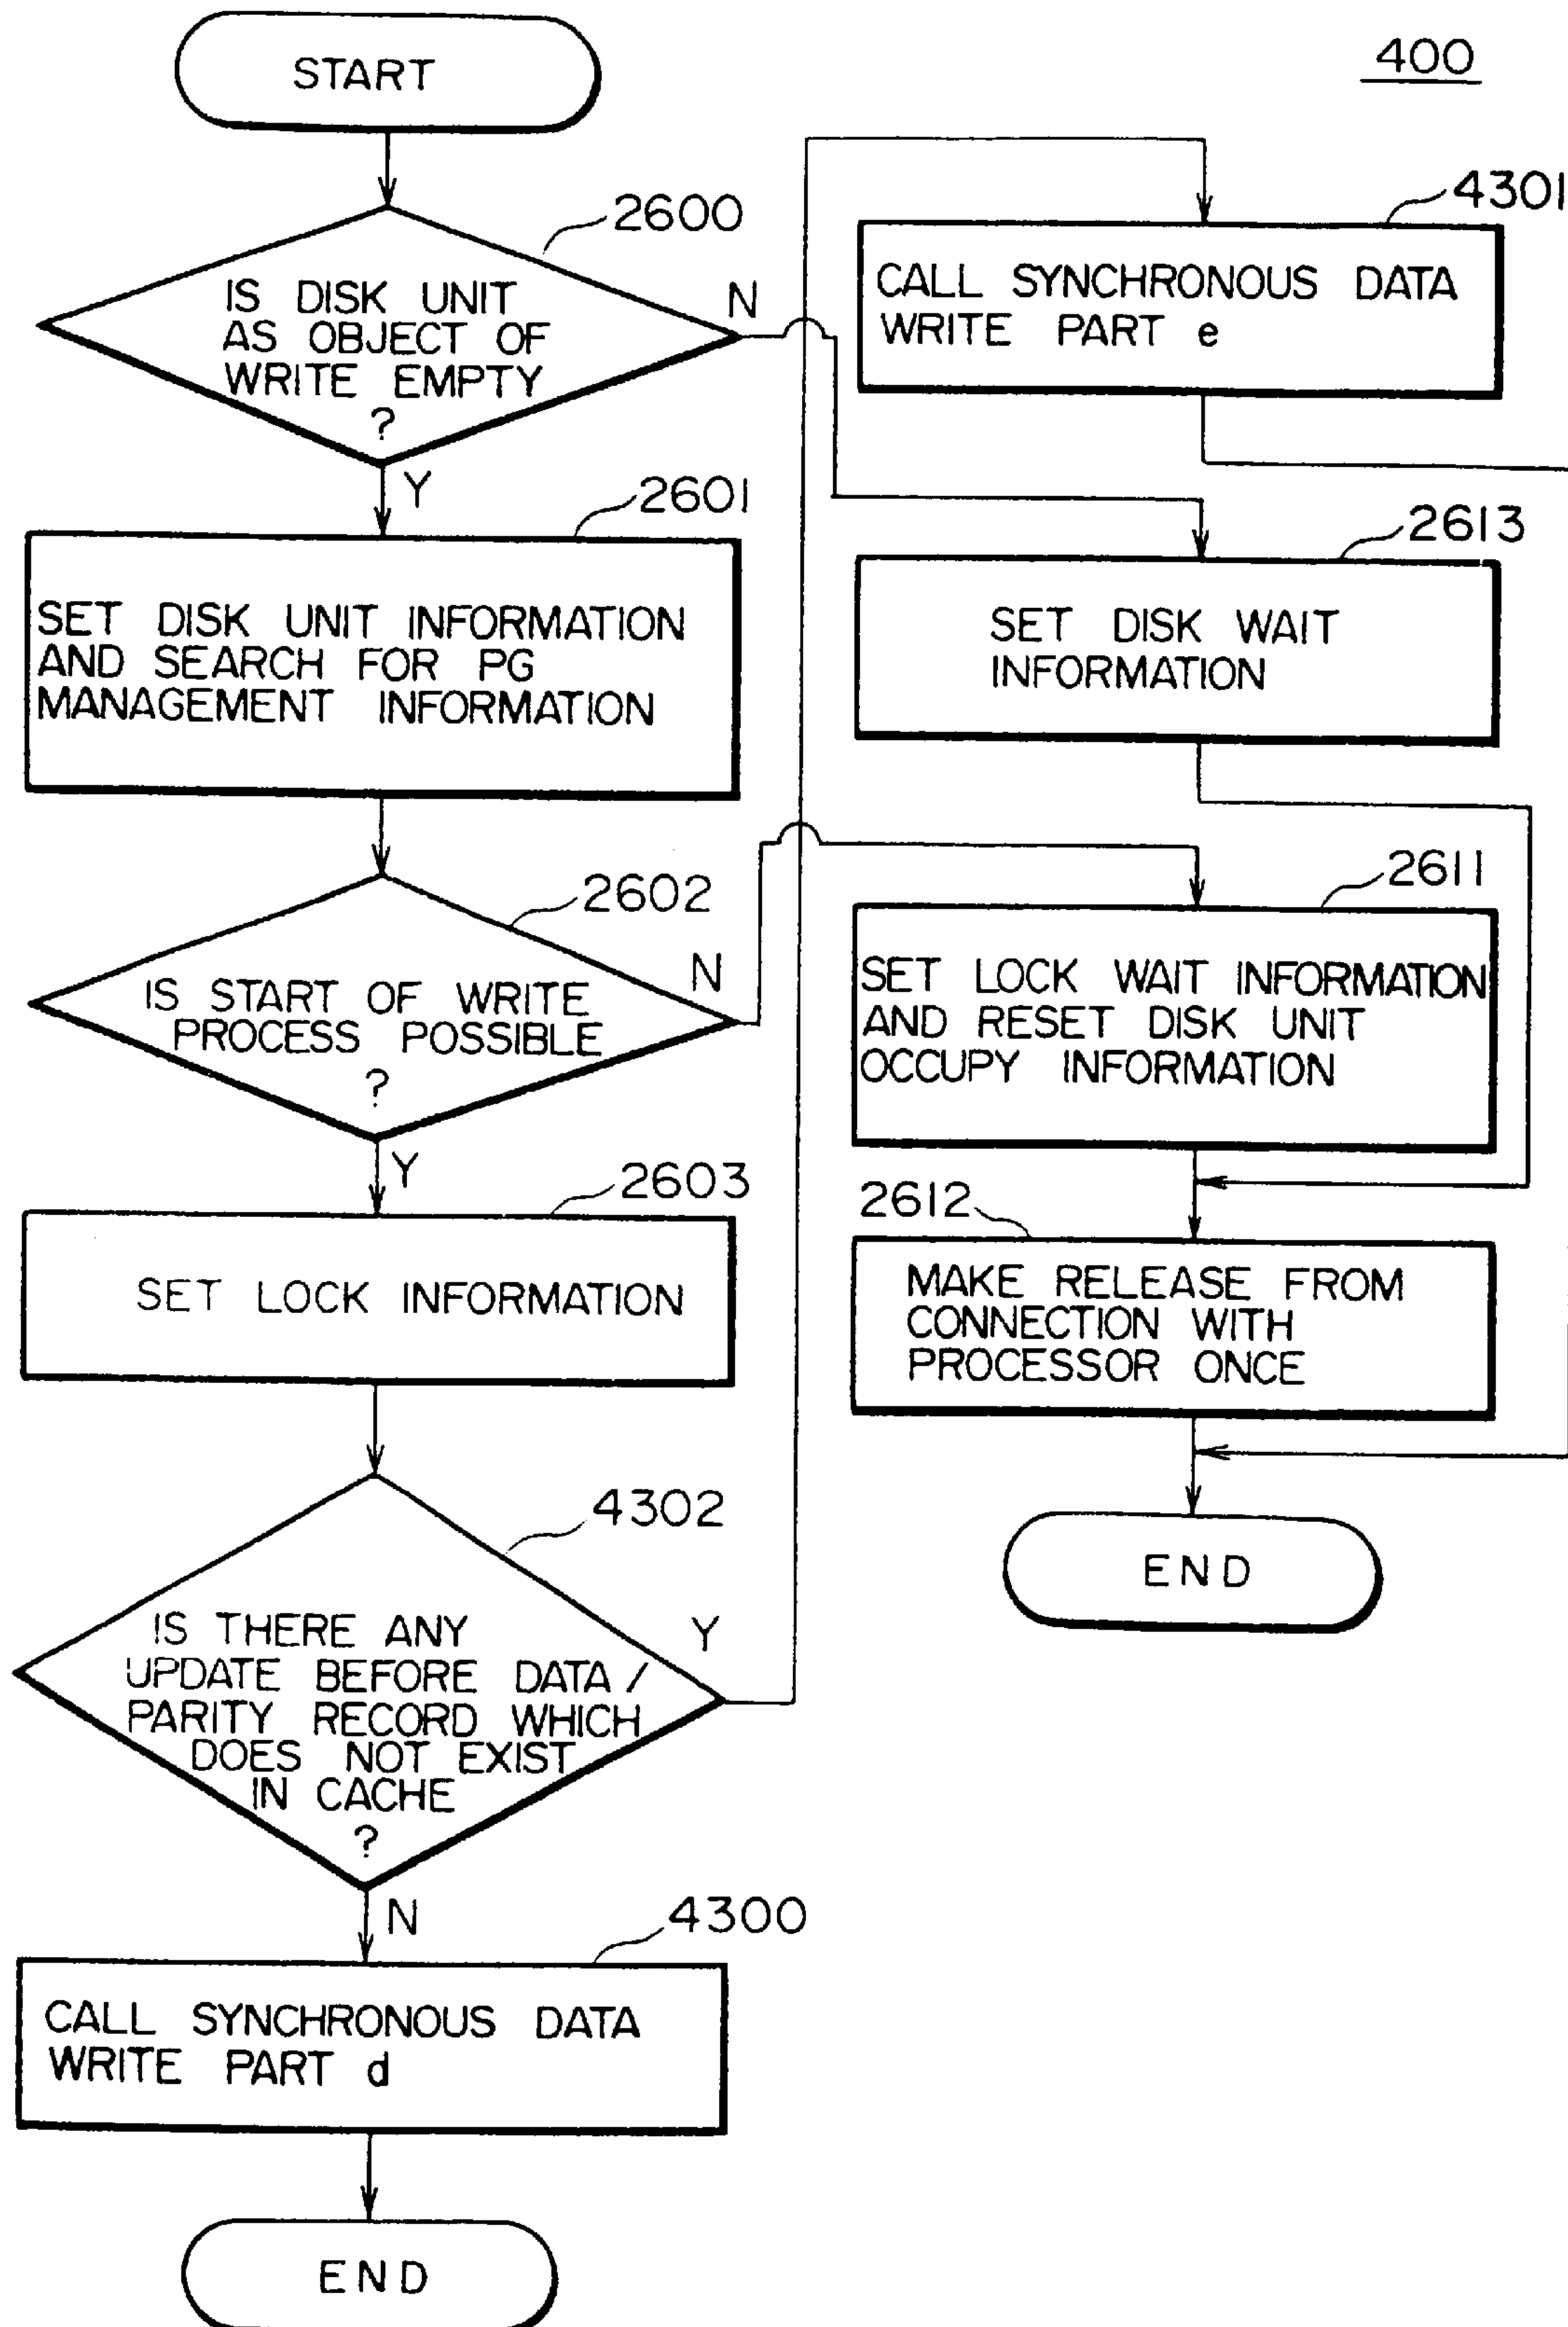 400
START
2600
IS DISK UNIT
AS OBJECT OF
WRITE EMPTY
?
N
Y
2601
SET DISK UNIT INFORMATION
AND SEARCH FOR PG
MANAGEMENT INFORMATION
2602
IS START OF WRITE
PROCESS POSSIBLE
?
N
Y
2603
SET LOCK INFORMATION
4302
IS THERE ANY
UPDATE BEFORE DATA /
PARITY RECORD WHICH
DOES NOT EXIST
IN CACHE
?
Y
N
4300
CALL SYNCHRONOUS DATA
WRITE PART d
END
4301
CALL SYNCHRONOUS DATA
WRITE PART e
2613
SET DISK WAIT
INFORMATION
2611
SET LOCK WAIT INFORMATION
AND RESET DISK UNIT
OCCUPY INFORMATION
2612
MAKE RELEASE FROM
CONNECTION WITH
PROCESSOR ONCE
END